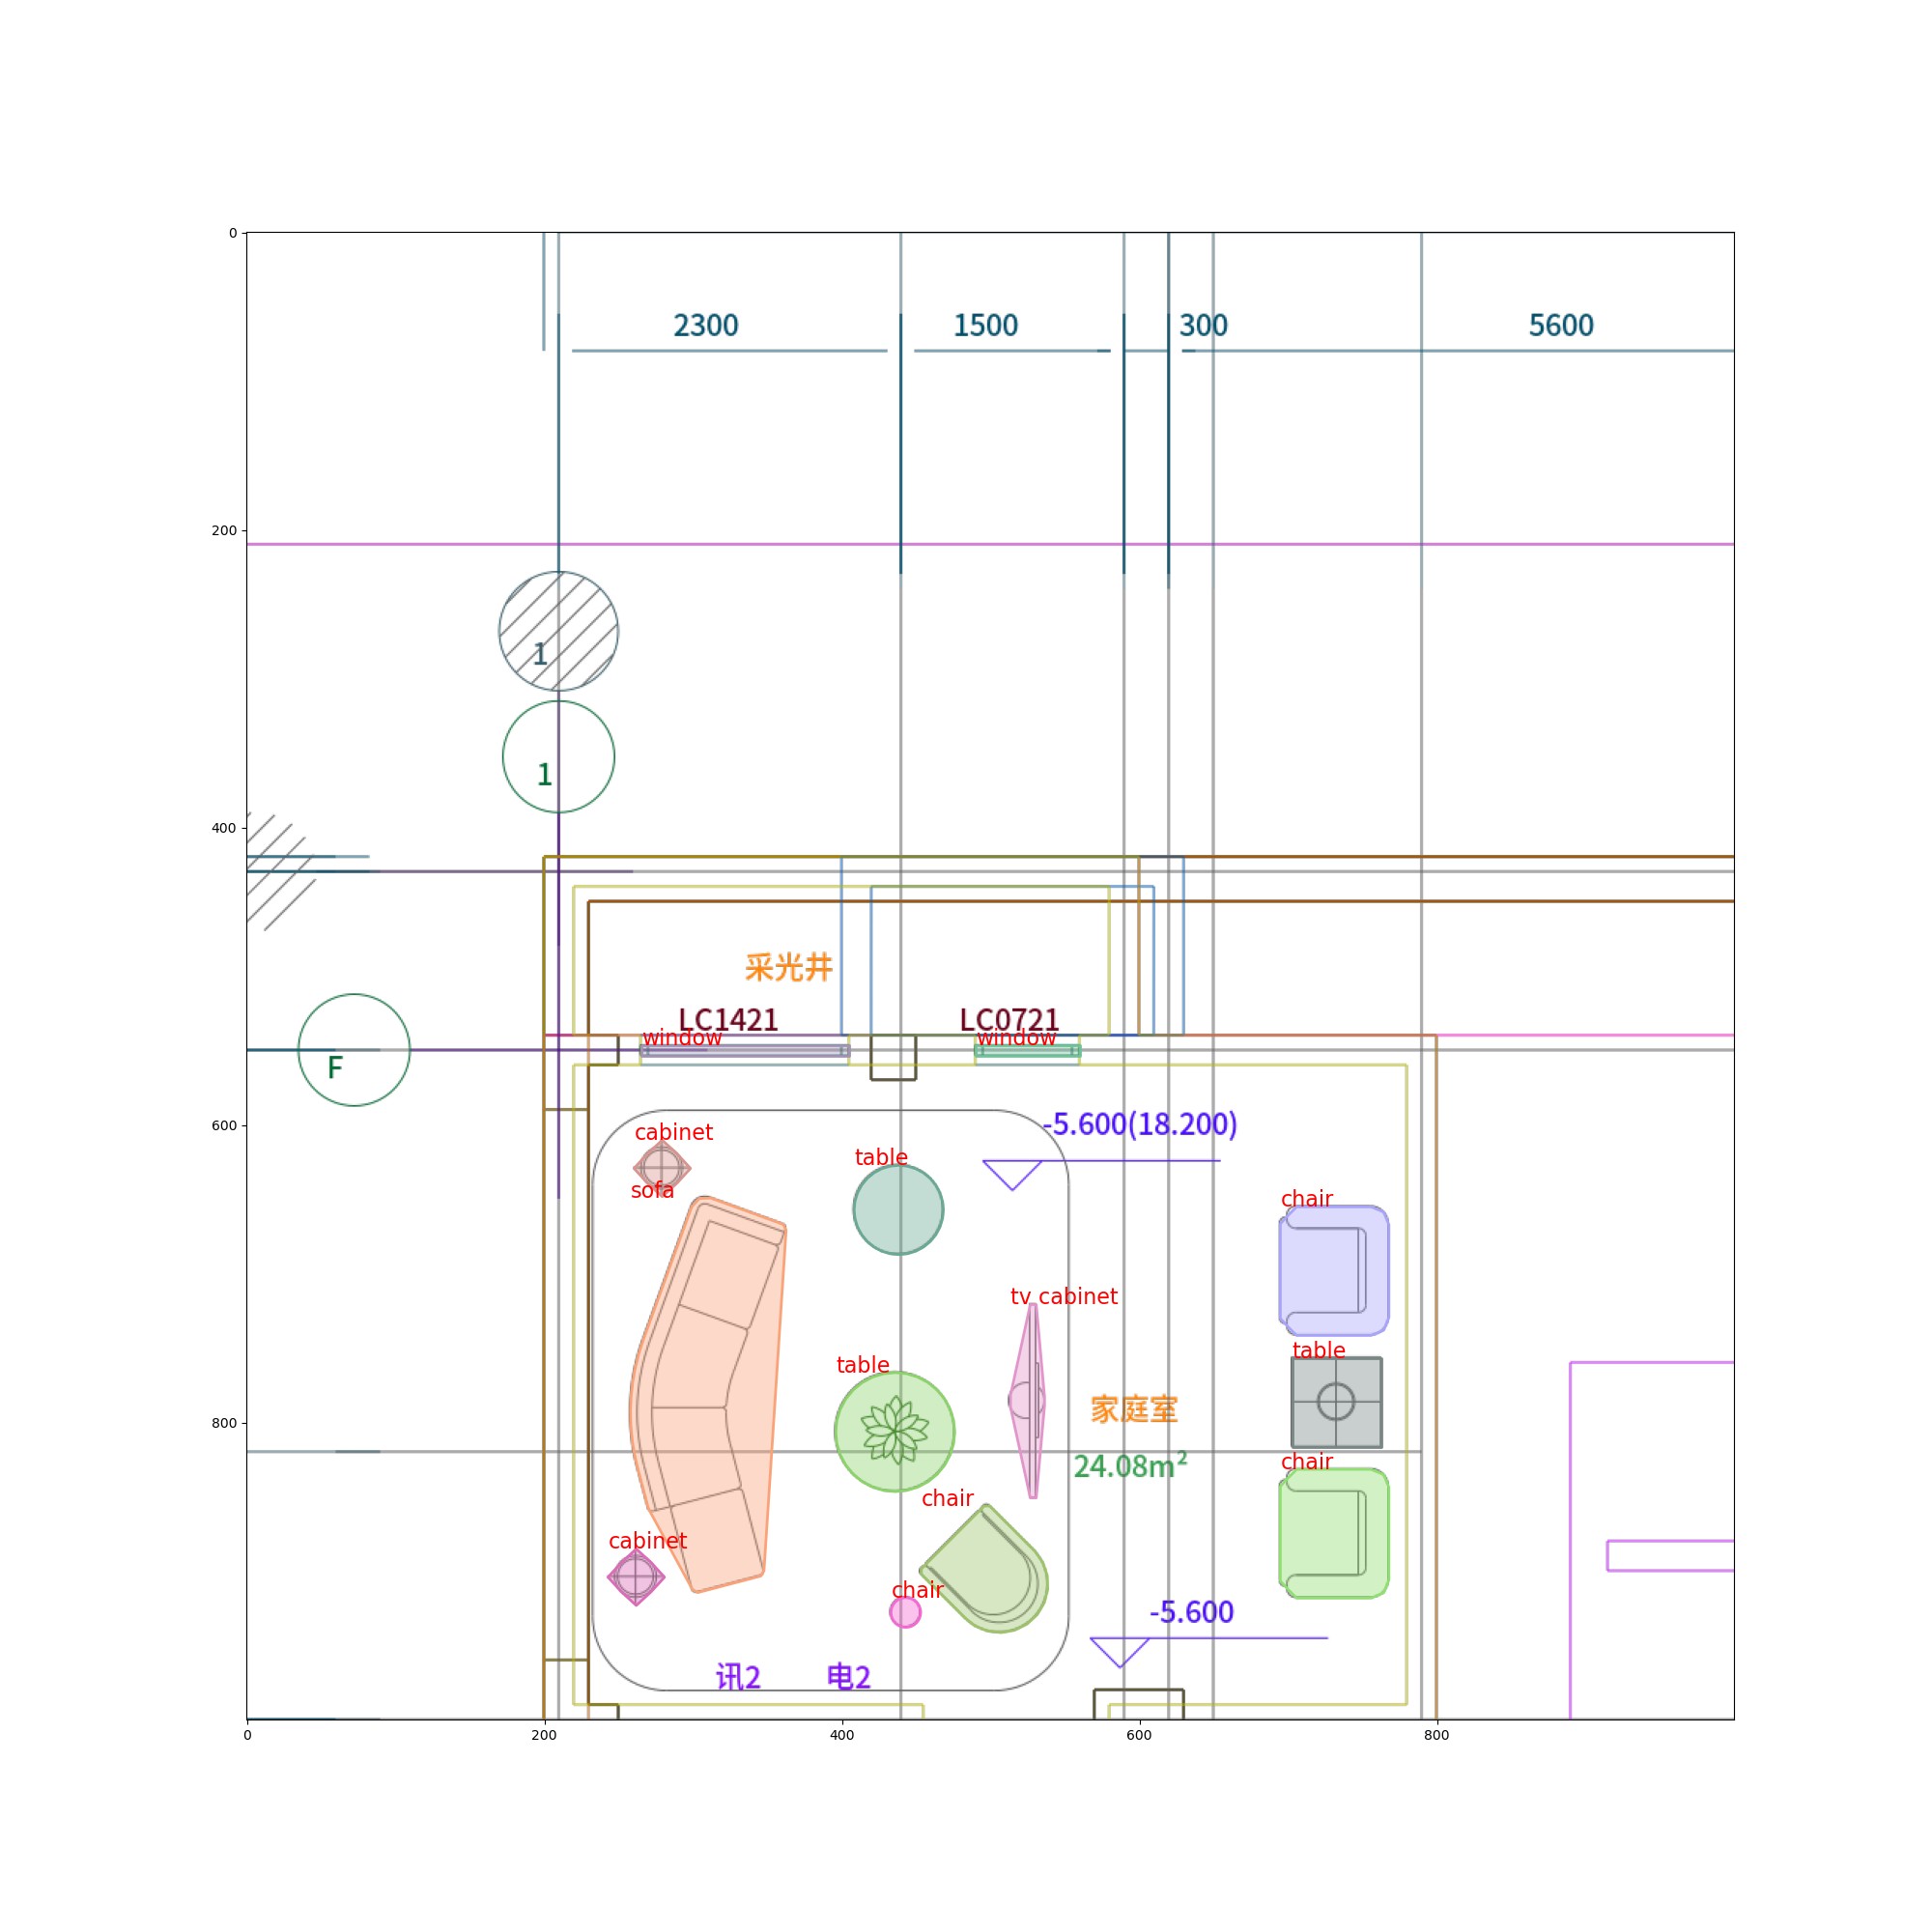 0
200
400
600
800
2300
1500
300
5600
1
1
F
采光井
LC1421
LC0721
window
window
-5.600(18.200)
cabinet
table
sofa
chair
tv cabinet
table
table
家庭室
24.08m²
chair
chair
cabinet
chair
-5.600
讯2
电2
0
200
400
600
800